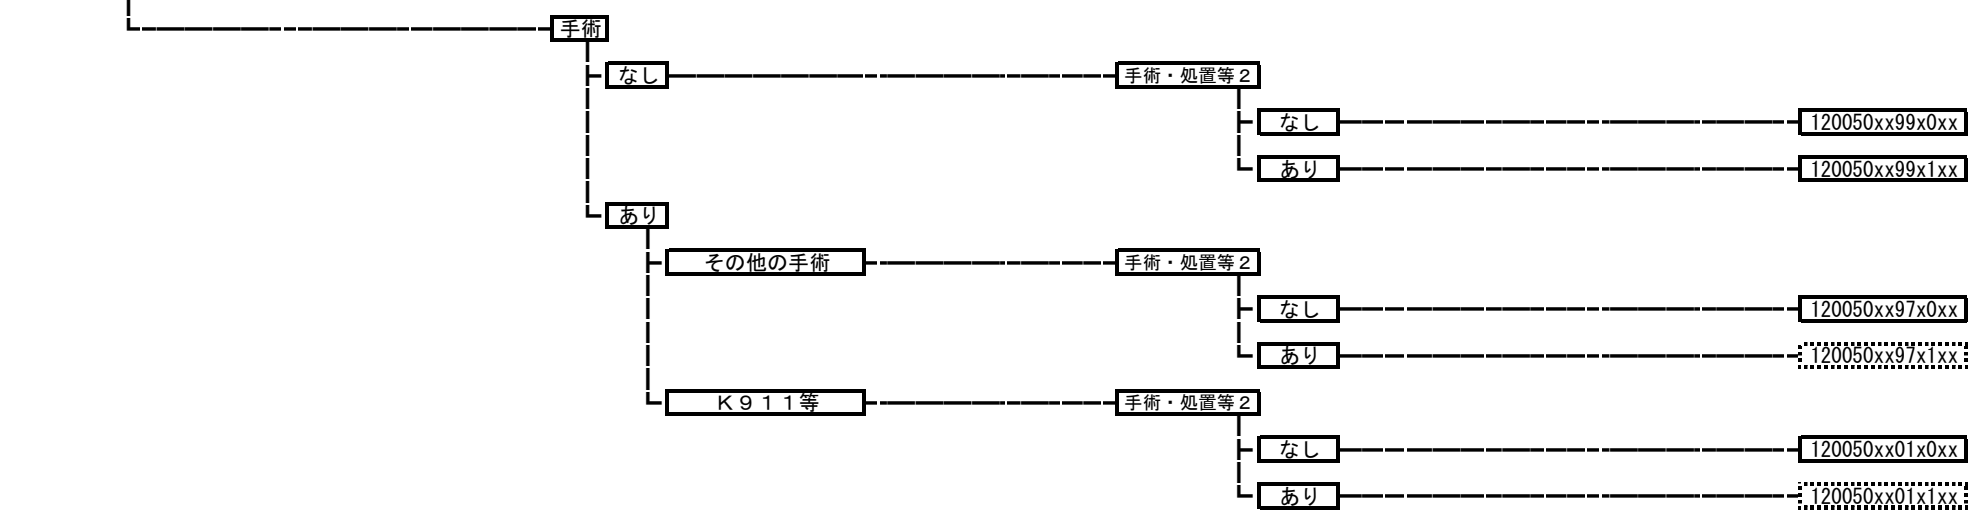 手術
なし 手術・処置等２
なし 120050xx99x0xx
あり 120050xx99x1xx
あり
その他の手術 手術・処置等２
なし 120050xx97x0xx
あり 120050xx97x1xx
Ｋ９１１等 手術・処置等２
なし 120050xx01x0xx
あり 120050xx01x1xx